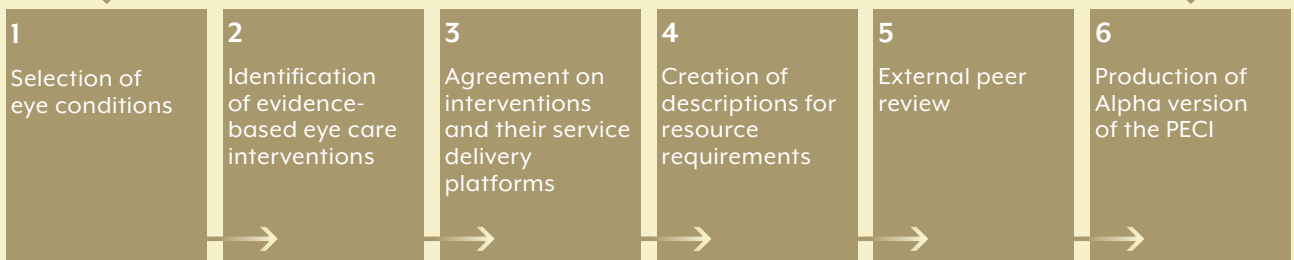 1
Selection of
eye conditions
2
Identification
of evidence-
based eye care
interventions
3
Agreement on
interventions
and their service
delivery
platforms
4
Creation of
descriptions for
resource
requirements
5
External peer
review
6
Production of
Alpha version
of the PECI